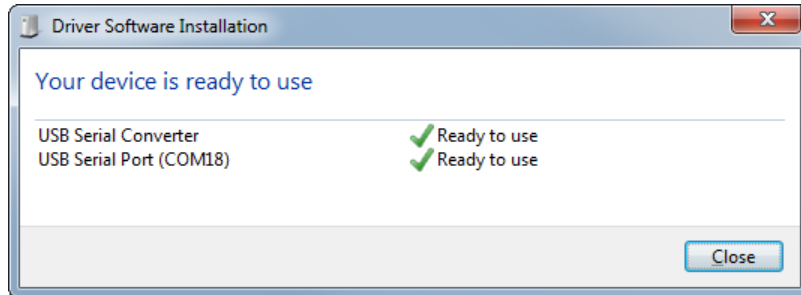 Driver Software Installation
Your device is ready to use
USB Serial Converter Ready to use
USB Serial Port (COM18) Ready to use
Close